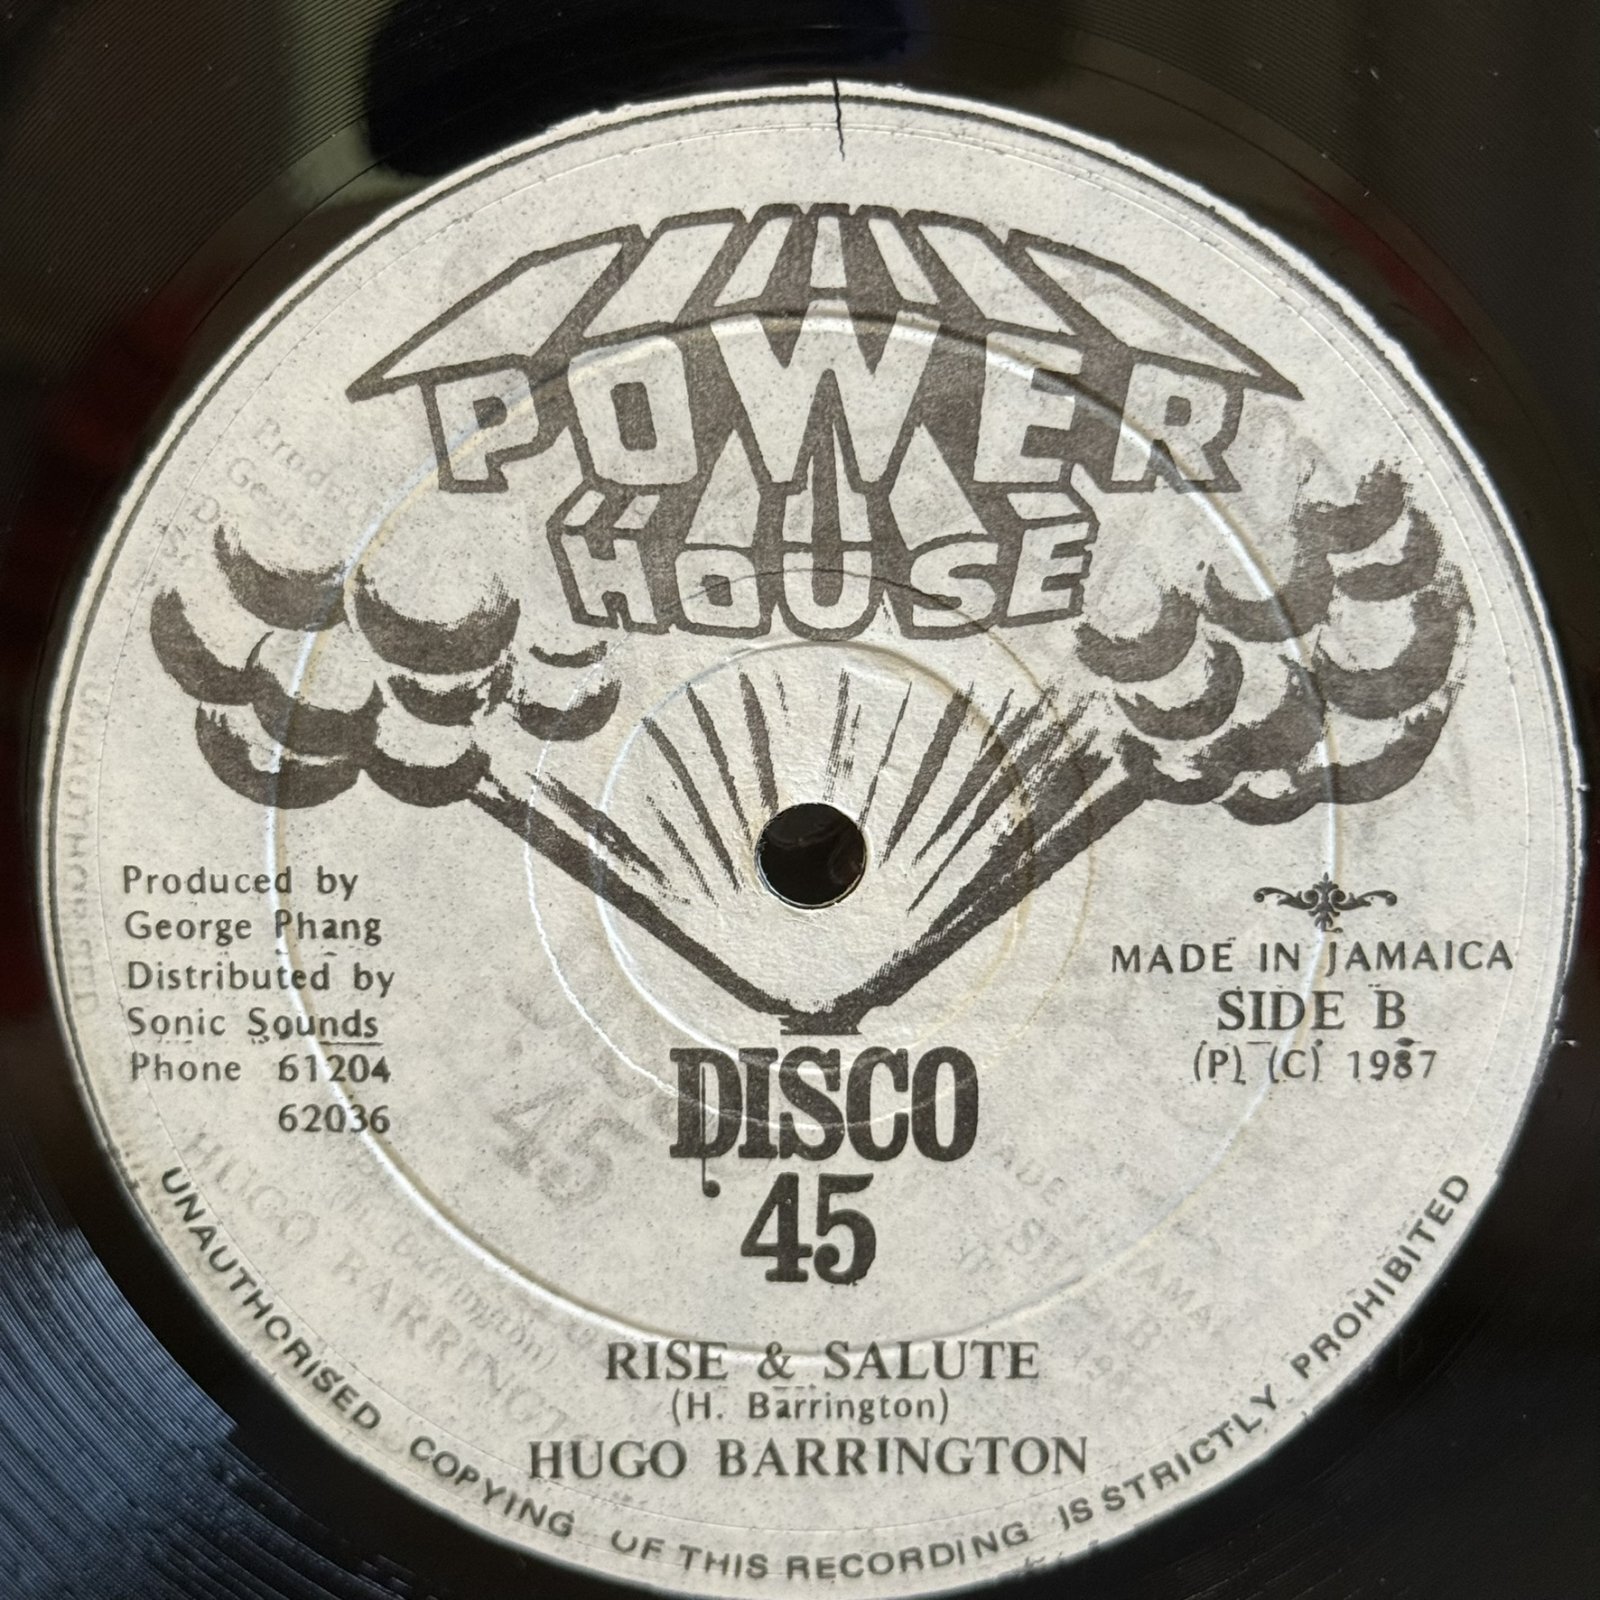 POWER
HOUSE
Produced by
George Phang
Distributed by
Sonic Sounds
Phone 61204
62036
MADE IN JAMAICA
SIDE B
(P) (C) 1987
DISCO
45
RISE & SALUTE
(H. Barrington)
HUGO BARRINGTON
UNAUTHORISED COPYING OF THIS RECORDING IS STRICTLY PROHIBITED